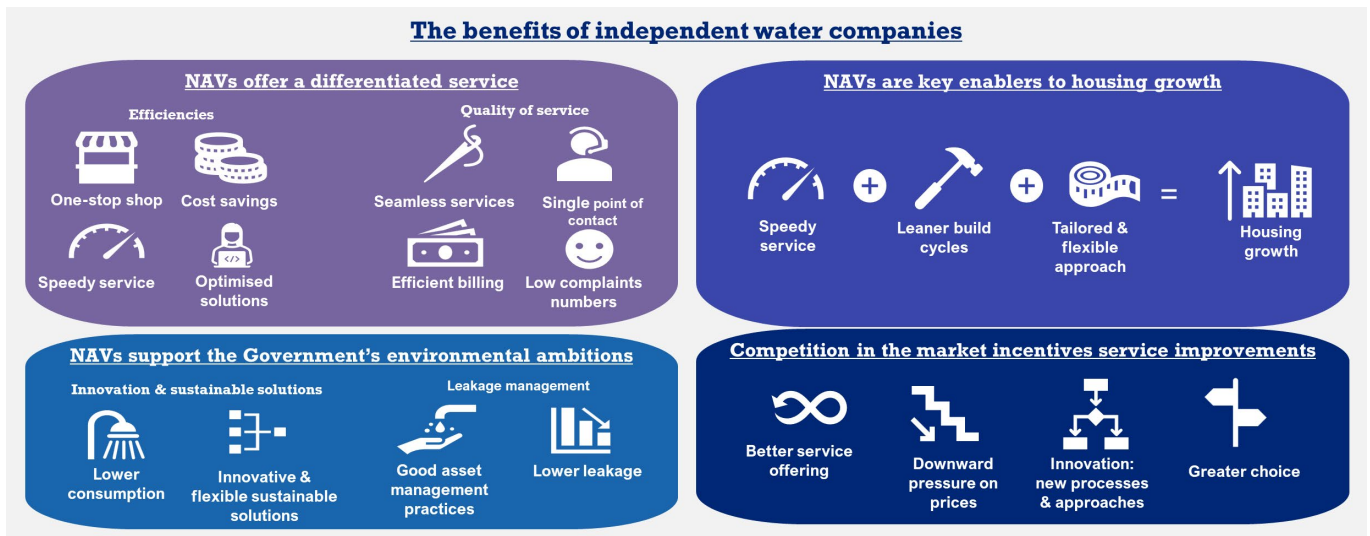 The benefits of independent water companies
NAVs offer a differentiated service
Efficiencies
One-stop shop
Cost savings
Speedy service
Optimised
solutions
Quality of service
Seamless services
Single point of
contact
Efficient billing
Low complaints
numbers
NAVs are key enablers to housing growth
Speedy
service
+
Leaner build
cycles
+
Tailored &
flexible
approach
=
Housing
growth
NAVs support the Government's environmental ambitions
Innovation & sustainable solutions
Lower
consumption
Innovative &
flexible sustainable
solutions
Leakage management
Good asset
management
practices
Lower leakage
Competition in the market incentives service improvements
Better service
offering
Downward
pressure on
prices
Innovation:
new processes
& approaches
Greater choice